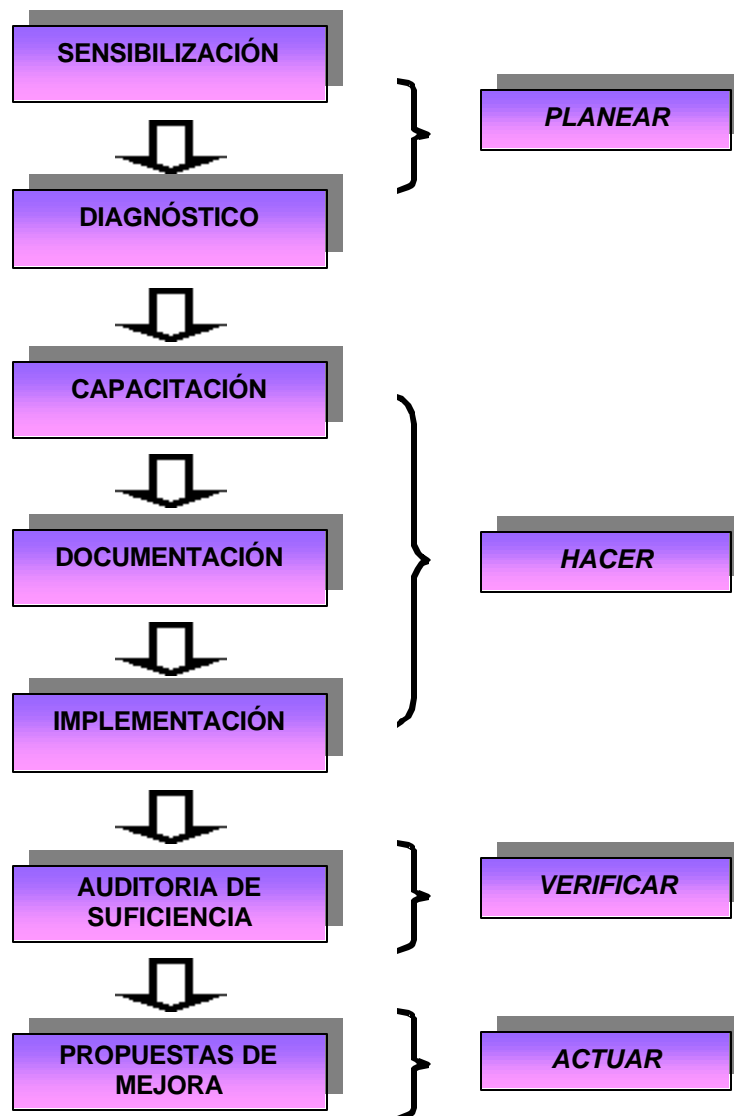 SENSIBILIZACIÓN
PLANEAR
DIAGNÓSTICO
CAPACITACIÓN
DOCUMENTACIÓN
HACER
IMPLEMENTACIÓN
AUDITORIA DE
SUFICIENCIA
VERIFICAR
PROPUESTAS DE
MEJORA
ACTUAR